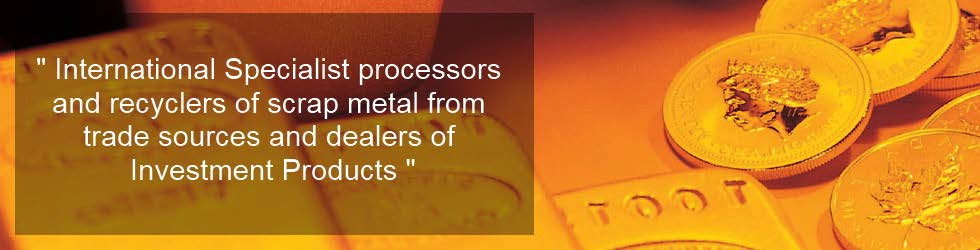 " International Specialist processors
and recyclers of scrap metal from
trade sources and dealers of
Investment Products "